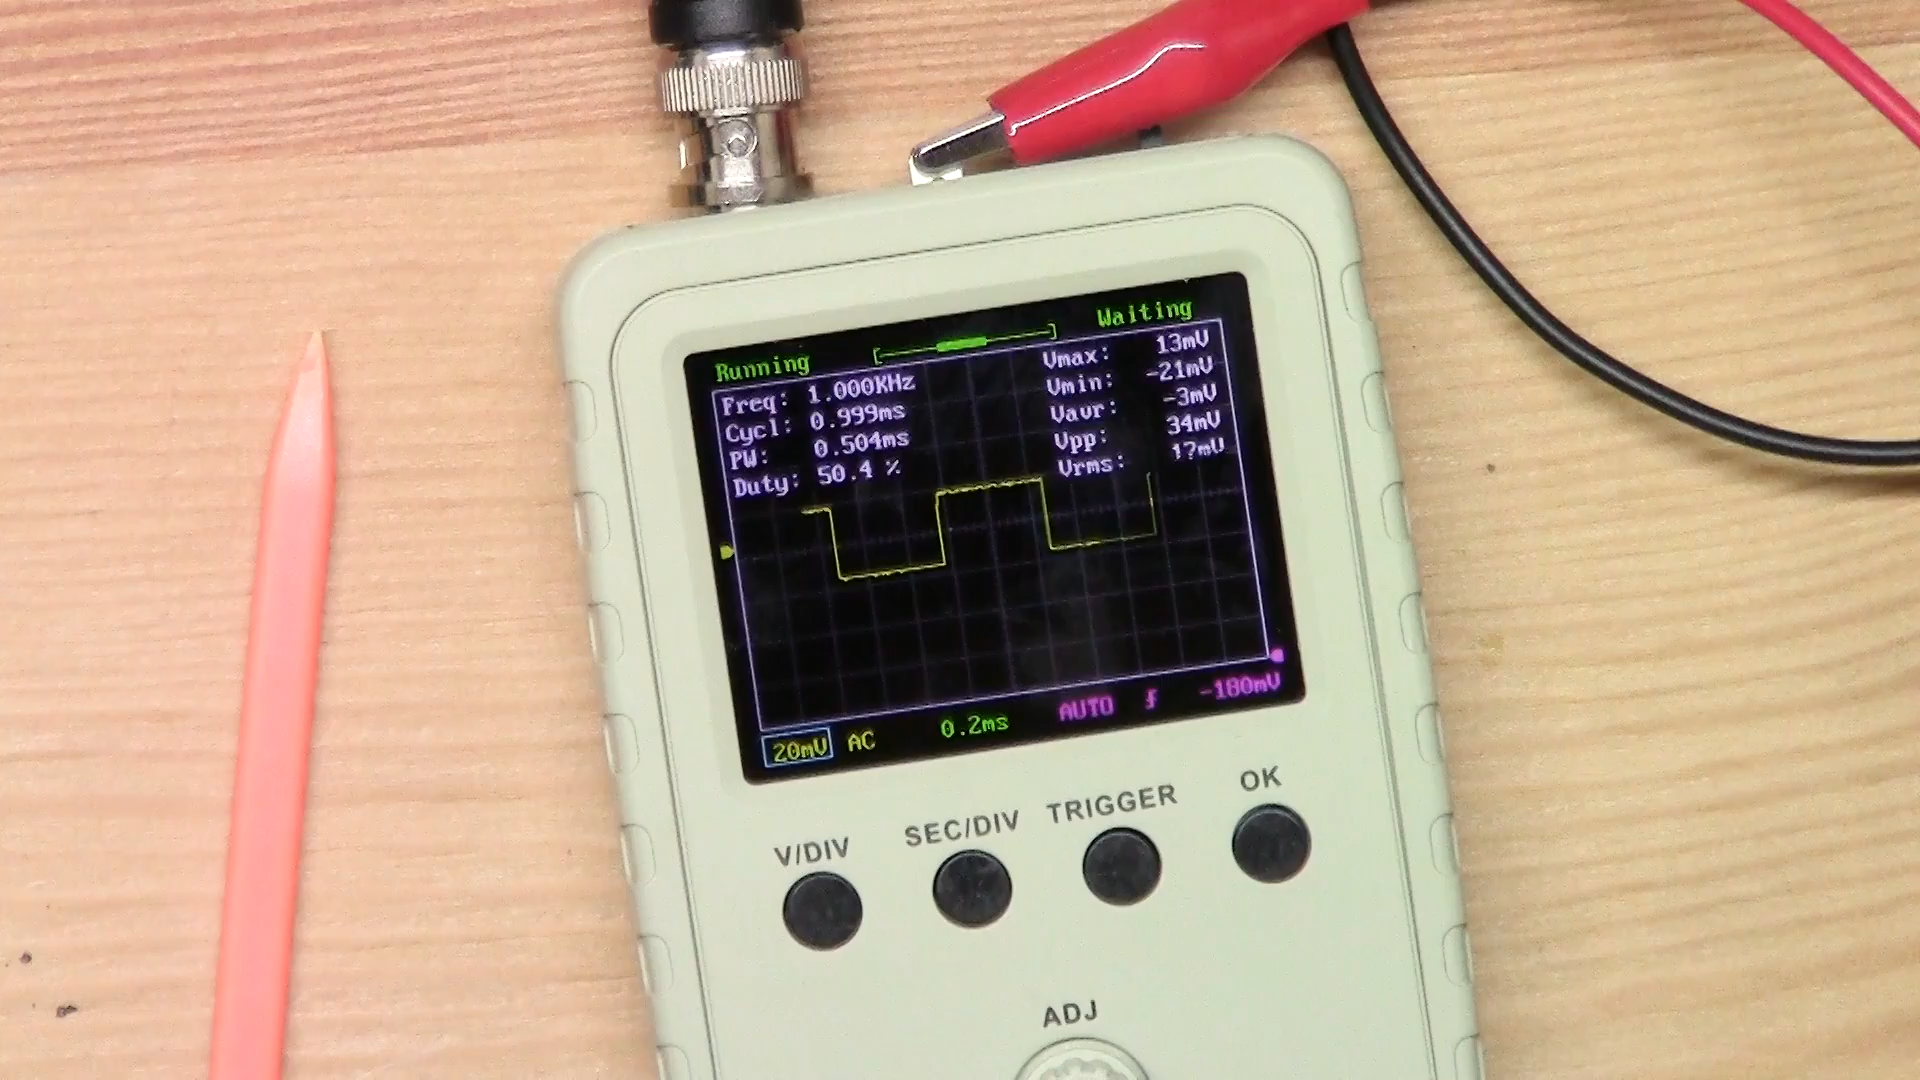 Running Waiting
Freq: 1.000KHz Vmax: 13mV
Cycl: 0.999ms Vmin: -21mV
PW: 0.504ms Vavr: -3mV
Duty: 50.4 % Vpp: 34mV
Vrms: 17mV
20mV AC 0.2ms AUTO -180mV
V/DIV SEC/DIV TRIGGER OK
ADJ